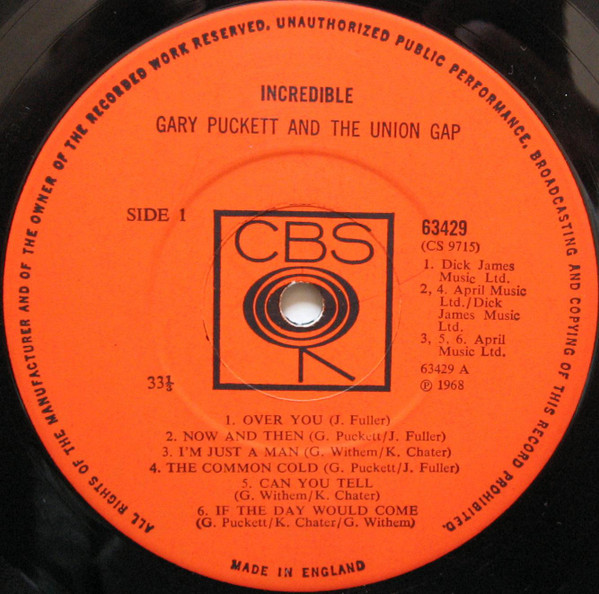 ALL RIGHTS OF THE MANUFACTURER AND OF THE OWNER OF THE RECORDED WORK RESERVED. UNAUTHORIZED PUBLIC PERFORMANCE, BROADCASTING AND COPYING OF THIS RECORD PROHIBITED.
INCREDIBLE
GARY PUCKETT AND THE UNION GAP
SIDE 1
CBS
63429
(CS 9715)
1. Dick James
Music Ltd.
2, 4. April Music
Ltd./Dick
James Music
Ltd.
3, 5, 6. April
Music Ltd.
63429 A
℗ 1968
33⅓
1. OVER YOU (J. Fuller)
2. NOW AND THEN (G. Puckett/J. Fuller)
3. I'M JUST A MAN (G. Withem/K. Chater)
4. THE COMMON COLD (G. Puckett/J. Fuller)
5. CAN YOU TELL
(G. Withem/K. Chater)
6. IF THE DAY WOULD COME
(G. Puckett/K. Chater/G. Withem)
MADE IN ENGLAND